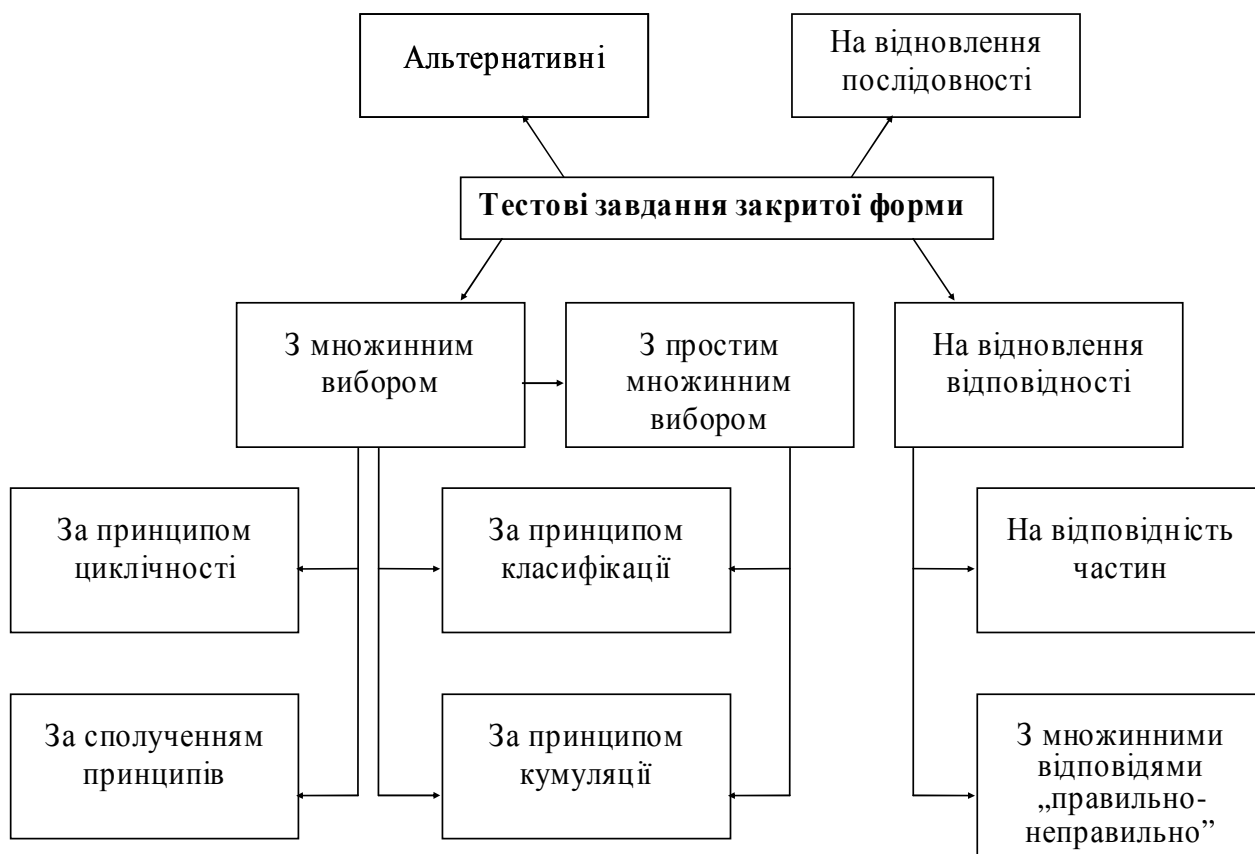 Альтернативні
На відновлення
послідовності
Тестові завдання закритої форми
З множинним
вибором
З простим
множинним
вибором
На відновлення
відповідності
За принципом
циклічності
За принципом
класифікації
На відповідність
частин
За сполученням
принципів
За принципом
кумуляції
З множинними
відповідями
„правильно-
неправильно”